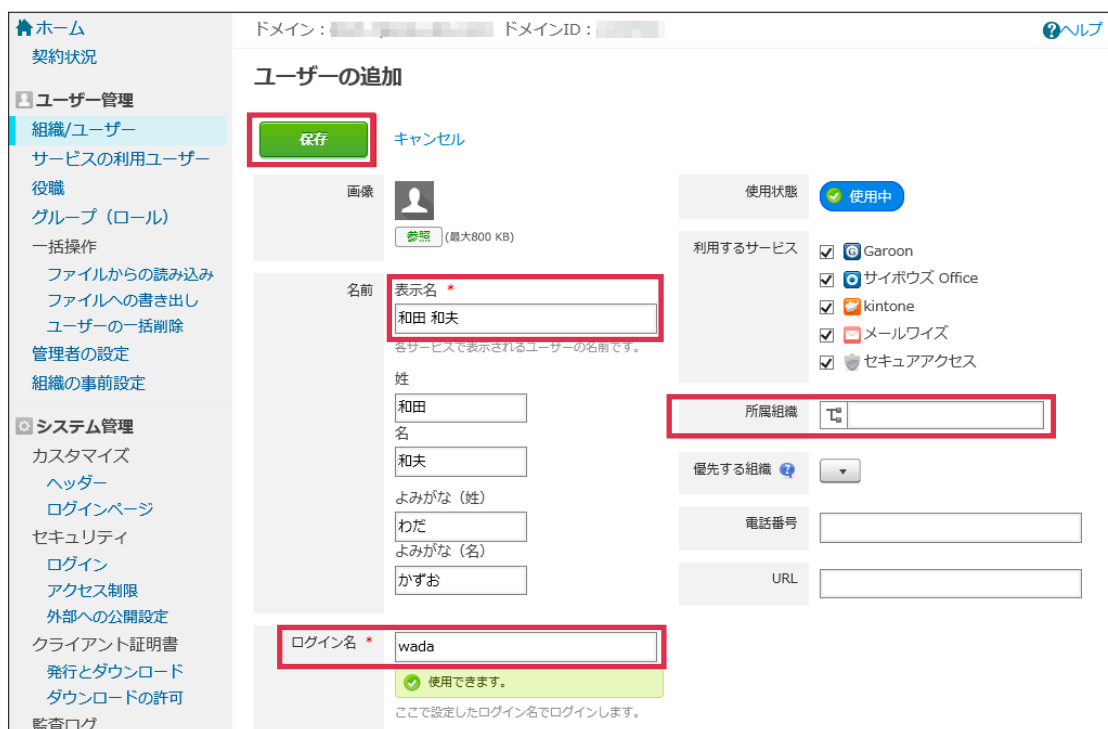 ホーム
契約状況
ユーザー管理
組織/ユーザー
サービスの利用ユーザー
役職
グループ（ロール）
一括操作
ファイルからの読み込み
ファイルへの書き出し
ユーザーの一括削除
管理者の設定
組織の事前設定
システム管理
カスタマイズ
ヘッダー
ログインページ
セキュリティ
ログイン
アクセス制限
外部への公開設定
クライアント証明書
発行とダウンロード
ダウンロードの許可
監査ログ
ドメイン： ドメインID：
ヘルプ
ユーザーの追加
保存 キャンセル
画像
参照 (最大800 KB)
名前
表示名 *
和田 和夫
各サービスで表示されるユーザーの名前です。
姓
和田
名
和夫
よみがな（姓）
わだ
よみがな（名）
かずお
ログイン名 *
wada
使用できます。
ここで設定したログイン名でログインします。
使用状態 使用中
利用するサービス
Garoon
サイボウズ Office
kintone
メールワイズ
セキュアアクセス
所属組織
優先する組織
電話番号
URL